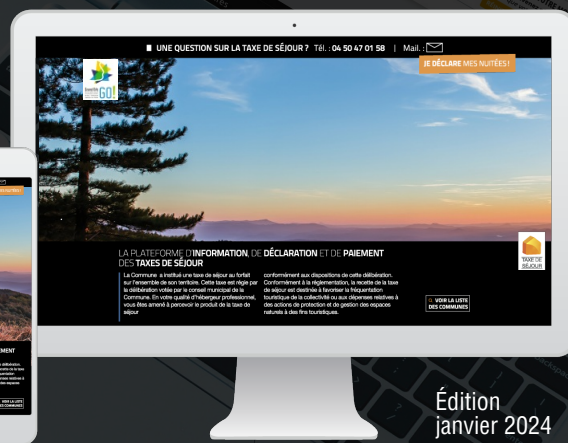 UNE QUESTION SUR LA TAXE DE SÉJOUR ? Tél. : 04 50 47 01 58 | Mail. :
JE DÉCLARE MES NUITÉES !
GO!
LA PLATEFORME D'INFORMATION, DE DÉCLARATION ET DE PAIEMENT
DES TAXES DE SÉJOUR
La Commune a institué une taxe de séjour au forfait
sur l'ensemble de son territoire. Cette taxe est régie par
la délibération votée par le conseil municipal de la
Commune. En votre qualité d'hébergeur professionnel,
vous êtes amené à percevoir le produit de la taxe de
séjour
conformément aux dispositions de cette délibération.
Conformément à la réglementation, la recette de la taxe
de séjour est destinée à favoriser la fréquentation
touristique de la collectivité ou aux dépenses relatives à
des actions de protection et de gestion des espaces
naturels à des fins touristiques.
TAXE DE
SÉJOUR
VOIR LA LISTE
DES COMMUNES
Édition
janvier 2024